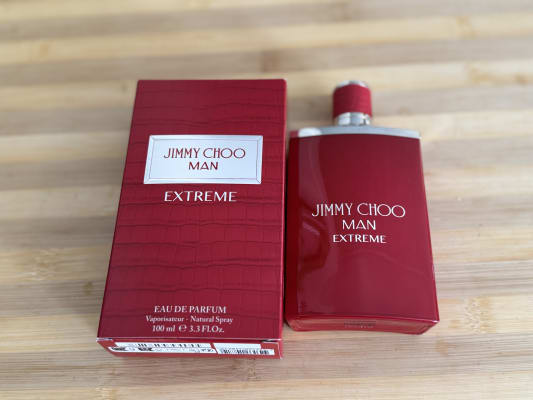 JIMMY CHOO
MAN
EXTREME
EAU DE PARFUM
Vaporisateur - Natural Spray
100 ml ℮ 3.3 FL.Oz.
JIMMY CHOO
MAN
EXTREME